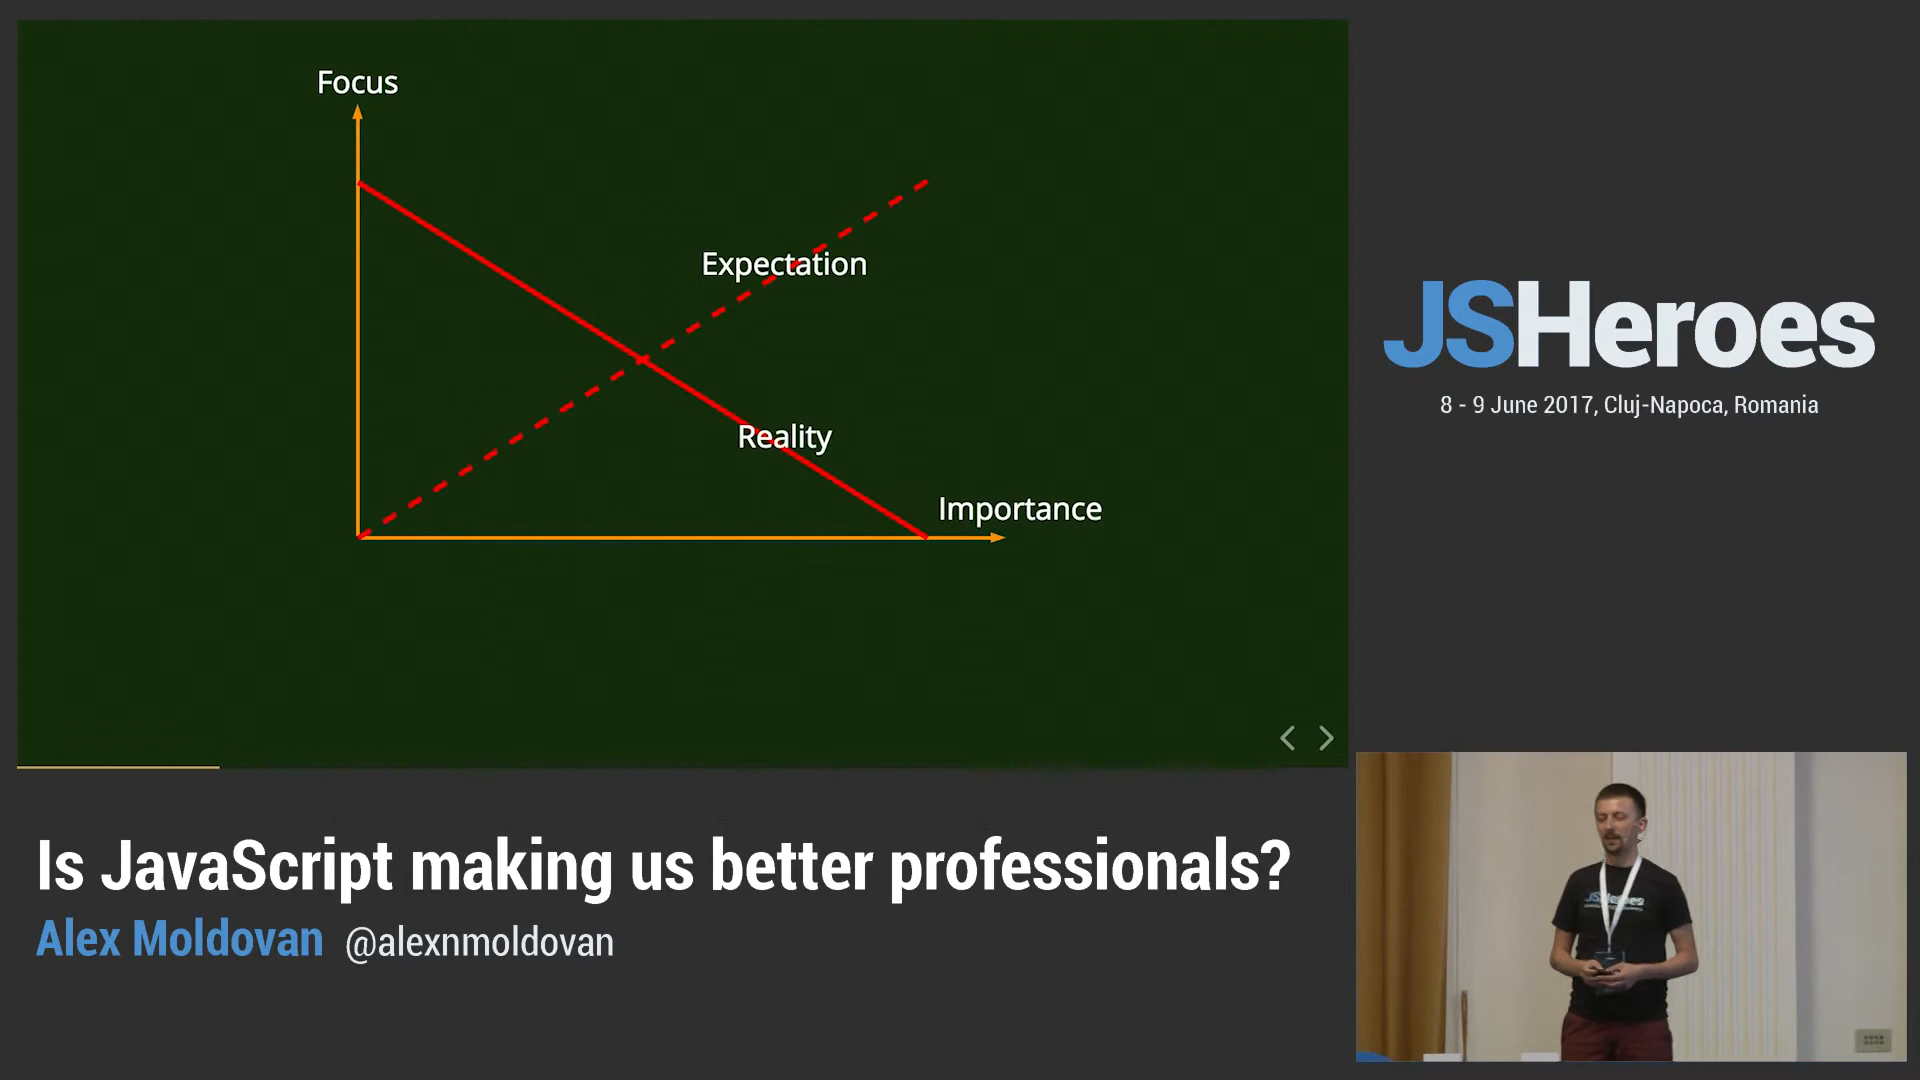 Focus
Expectation
Reality
Importance
JSHeroes
8 - 9 June 2017, Cluj-Napoca, Romania
Is JavaScript making us better professionals?
Alex Moldovan @alexnmoldovan
JSHeroes